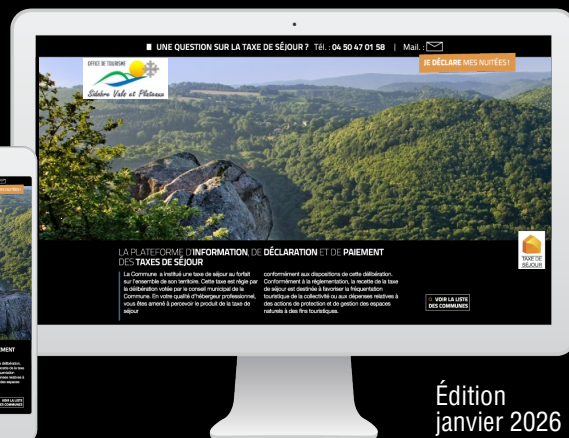 UNE QUESTION SUR LA TAXE DE SÉJOUR ? Tél. : 04 50 47 01 58 | Mail. :
JE DÉCLARE MES NUITÉES !
OFFICE DE TOURISME
Sidobre Vals et Plateaux
LA PLATEFORME D'INFORMATION, DE DÉCLARATION ET DE PAIEMENT
DES TAXES DE SÉJOUR
La Commune a institué une taxe de séjour au forfait
sur l'ensemble de son territoire. Cette taxe est régie par
la délibération votée par le conseil municipal de la
Commune. En votre qualité d'hébergeur professionnel,
vous êtes amené à percevoir le produit de la taxe de
séjour
conformément aux dispositions de cette délibération.
Conformément à la réglementation, la recette de la taxe
de séjour est destinée à favoriser la fréquentation
touristique de la collectivité ou aux dépenses relatives à
des actions de protection et de gestion des espaces
naturels à des fins touristiques.
TAXE DE
SÉJOUR
VOIR LA LISTE
DES COMMUNES
Édition
janvier 2026